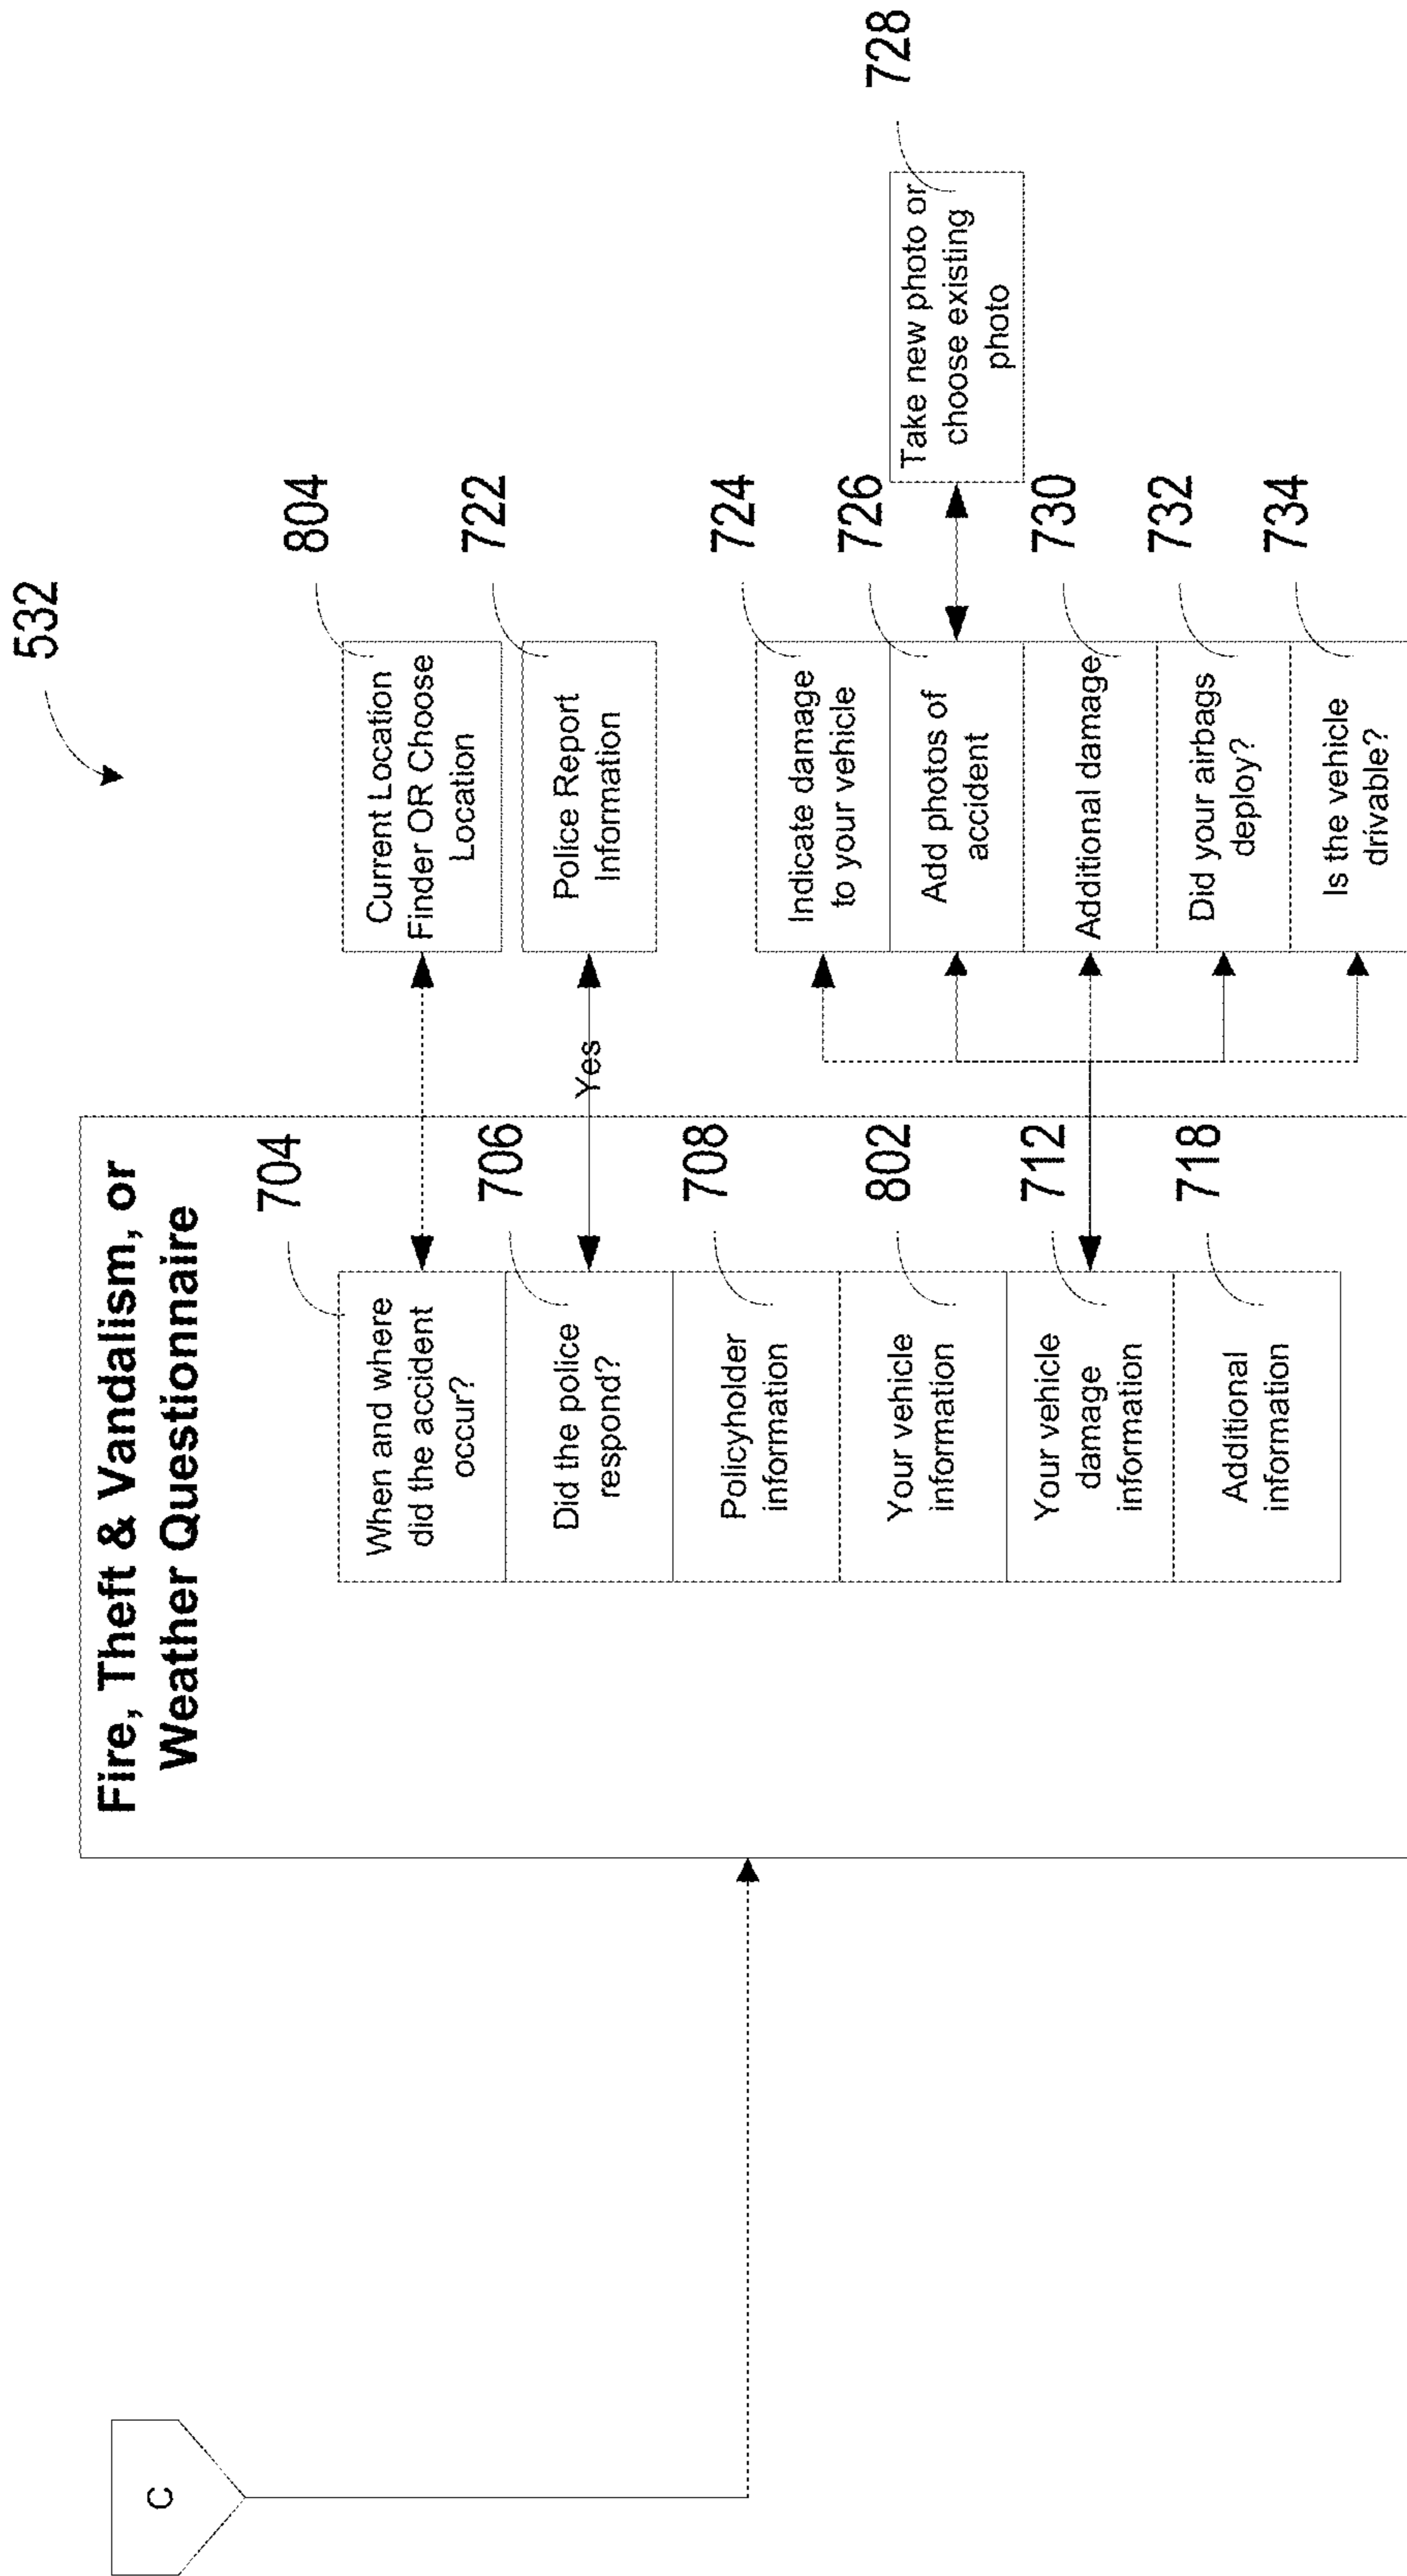 532
C
Fire, Theft & Vandalism, or
Weather Questionnaire
704
When and where
did the accident
occur?
706
Did the police
respond?
708
Policyholder
information
802
Your vehicle
information
712
Your vehicle
damage
information
718
Additional
information
804
Current Location
Finder OR Choose
Location
Yes
722
Police Report
Information
724
Indicate damage
to your vehicle
726
Add photos of
accident
728
Take new photo or
choose existing
photo
730
Additional damage
732
Did your airbags
deploy?
734
Is the vehicle
drivable?